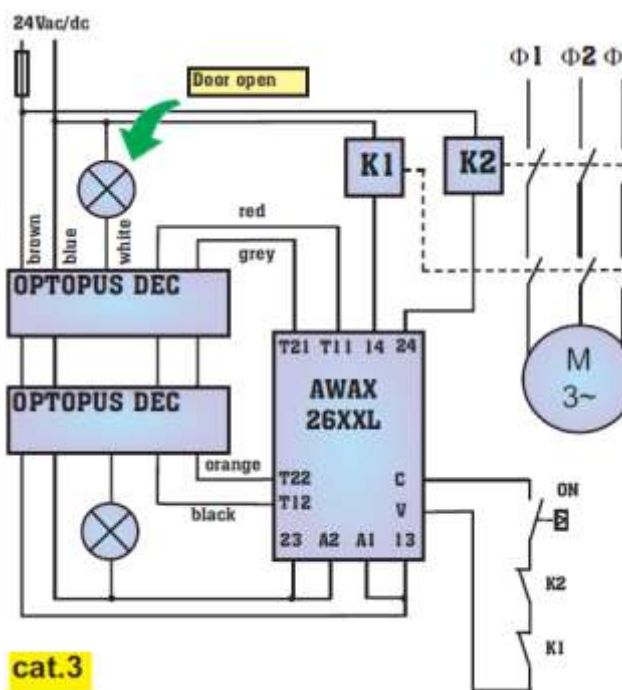 24Vac/dc
Door open
Φ1 Φ2 Φ
K1 K2
brown
blue
white
red
grey
OPTOPUS DEC
T21 T11 14 24
AWAX
26XXL
M
3~
OPTOPUS DEC
orange
T22 C
ON
black
T12 V
23 A2 A1 13
K2
K1
cat.3